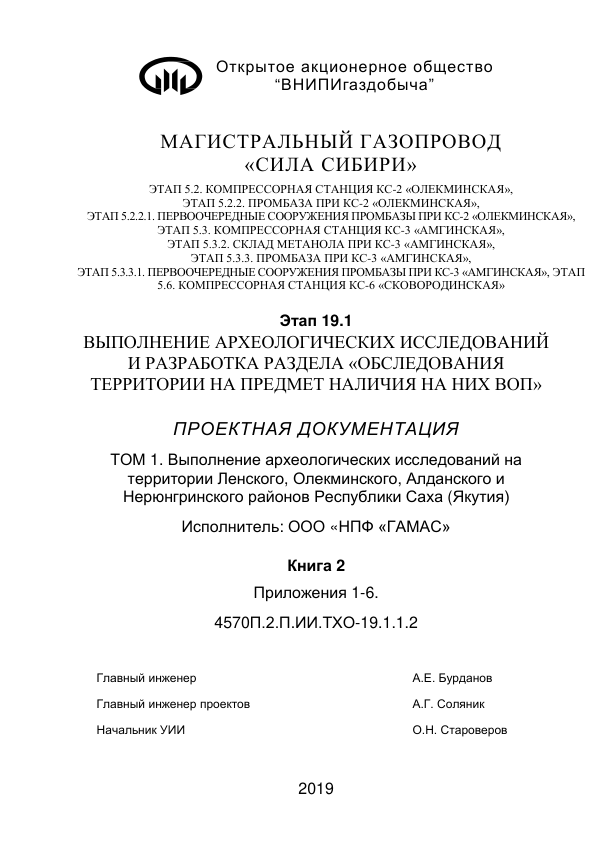 Открытое акционерное общество
“ВНИПИгаздобыча”
МАГИСТРАЛЬНЫЙ ГАЗОПРОВОД
«СИЛА СИБИРИ»
ЭТАП 5.2. КОМПРЕССОРНАЯ СТАНЦИЯ КС-2 «ОЛЕКМИНСКАЯ»,
ЭТАП 5.2.2. ПРОМБАЗА ПРИ КС-2 «ОЛЕКМИНСКАЯ»,
ЭТАП 5.2.2.1. ПЕРВООЧЕРЕДНЫЕ СООРУЖЕНИЯ ПРОМБАЗЫ ПРИ КС-2 «ОЛЕКМИНСКАЯ»,
ЭТАП 5.3. КОМПРЕССОРНАЯ СТАНЦИЯ КС-3 «АМГИНСКАЯ»,
ЭТАП 5.3.2. СКЛАД МЕТАНОЛА ПРИ КС-3 «АМГИНСКАЯ»,
ЭТАП 5.3.3. ПРОМБАЗА ПРИ КС-3 «АМГИНСКАЯ»,
ЭТАП 5.3.3.1. ПЕРВООЧЕРЕДНЫЕ СООРУЖЕНИЯ ПРОМБАЗЫ ПРИ КС-3 «АМГИНСКАЯ», ЭТАП
5.6. КОМПРЕССОРНАЯ СТАНЦИЯ КС-6 «СКОВОРОДИНСКАЯ»
Этап 19.1
ВЫПОЛНЕНИЕ АРХЕОЛОГИЧЕСКИХ ИССЛЕДОВАНИЙ
И РАЗРАБОТКА РАЗДЕЛА «ОБСЛЕДОВАНИЯ
ТЕРРИТОРИИ НА ПРЕДМЕТ НАЛИЧИЯ НА НИХ ВОП»
ПРОЕКТНАЯ ДОКУМЕНТАЦИЯ
ТОМ 1. Выполнение археологических исследований на
территории Ленского, Олекминского, Алданского и
Нерюнгринского районов Республики Саха (Якутия)
Исполнитель: ООО «НПФ «ГАМАС»
Книга 2
Приложения 1-6.
4570П.2.П.ИИ.ТХО-19.1.1.2
Главный инженер А.Е. Бурданов
Главный инженер проектов А.Г. Соляник
Начальник УИИ О.Н. Староверов
2019